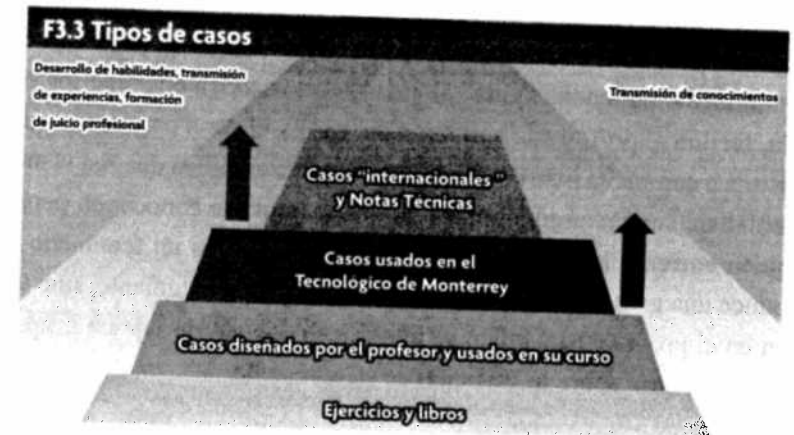 F3.3 Tipos de casos
Desarrollo de habilidades, transmisión
de experiencias, formación
de juicio profesional
Transmisión de conocimientos
Casos "internacionales"
y Notas Técnicas
Casos usados en el
Tecnológico de Monterrey
Casos diseñados por el profesor y usados en su curso
Ejercicios y libros